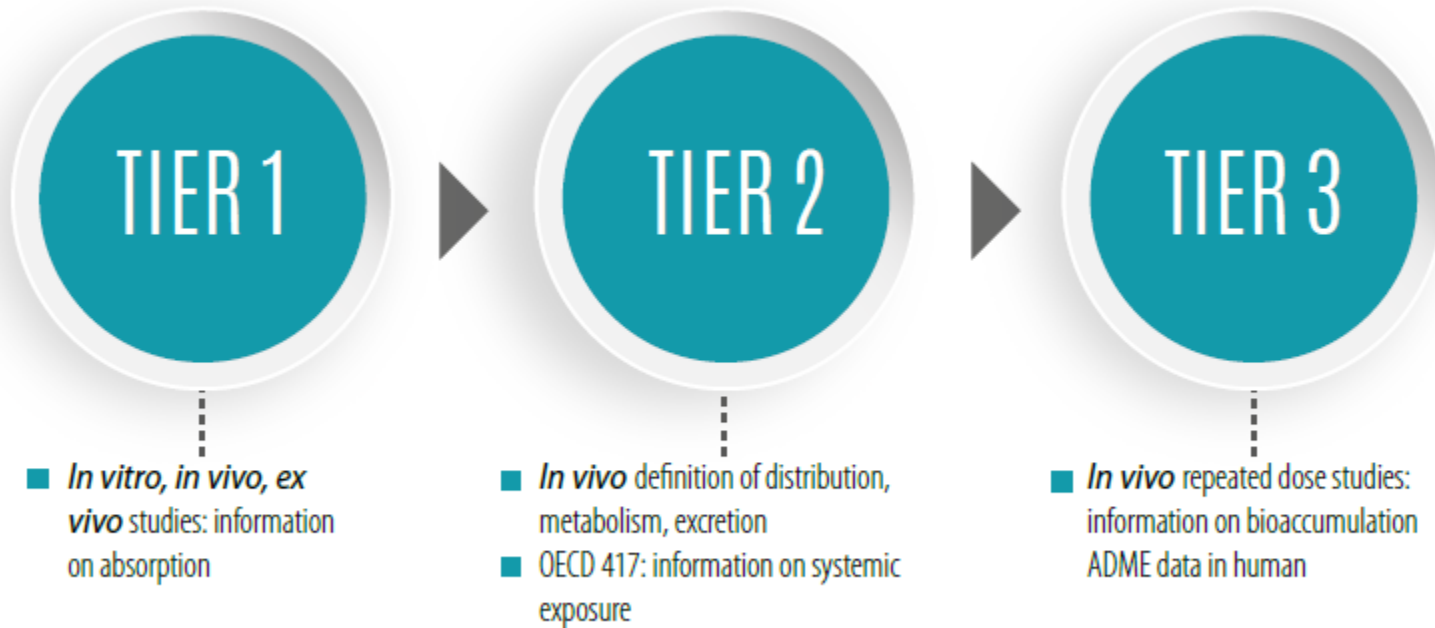 TIER 1
TIER 2
TIER 3
In vitro, in vivo, ex
vivo studies: information
on absorption
In vivo definition of distribution,
metabolism, excretion
OECD 417: information on systemic
exposure
In vivo repeated dose studies:
information on bioaccumulation
ADME data in human